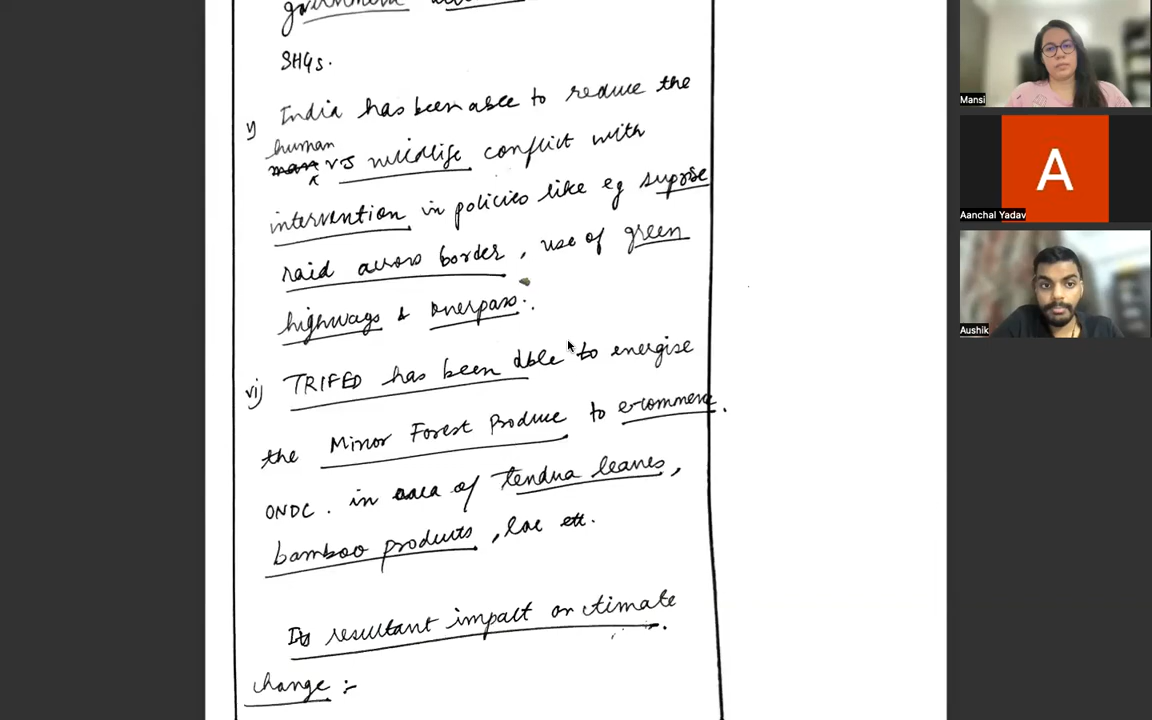 government
SHGs.
v) India has been able to reduce the
human
vs wildlife conflict with
intervention in policies like eg suprise
raid across border, use of green
highways & overpass.
vi) TRIFED has been able to energise
the Minor Forest Produce to e-commerce.
ONDC. in area of tendua leaves,
bamboo products, lac etc.
Its resultant impact on climate
change :-
Mansi
A
Aanchal Yadav
Aushik